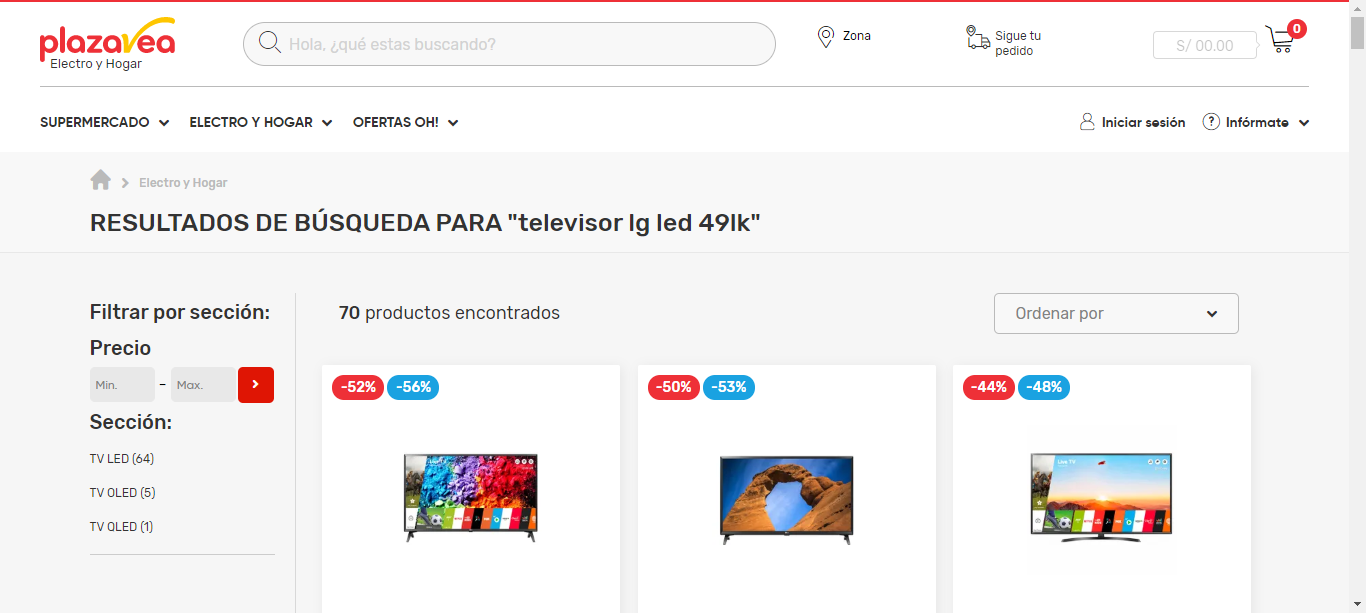 plazavea
Electro y Hogar
Hola, ¿qué estas buscando?
Zona
Sigue tu
pedido
S/ 00.00
0
SUPERMERCADO
ELECTRO Y HOGAR
OFERTAS OH!
Iniciar sesión
? Infórmate
Electro y Hogar
RESULTADOS DE BÚSQUEDA PARA "televisor lg led 49lk"
Filtrar por sección:
Precio
Min. – Max.
Sección:
TV LED (64)
TV OLED (5)
TV QLED (1)
70 productos encontrados
Ordenar por
-52% -56%
-50% -53%
-44% -48%
Live TV